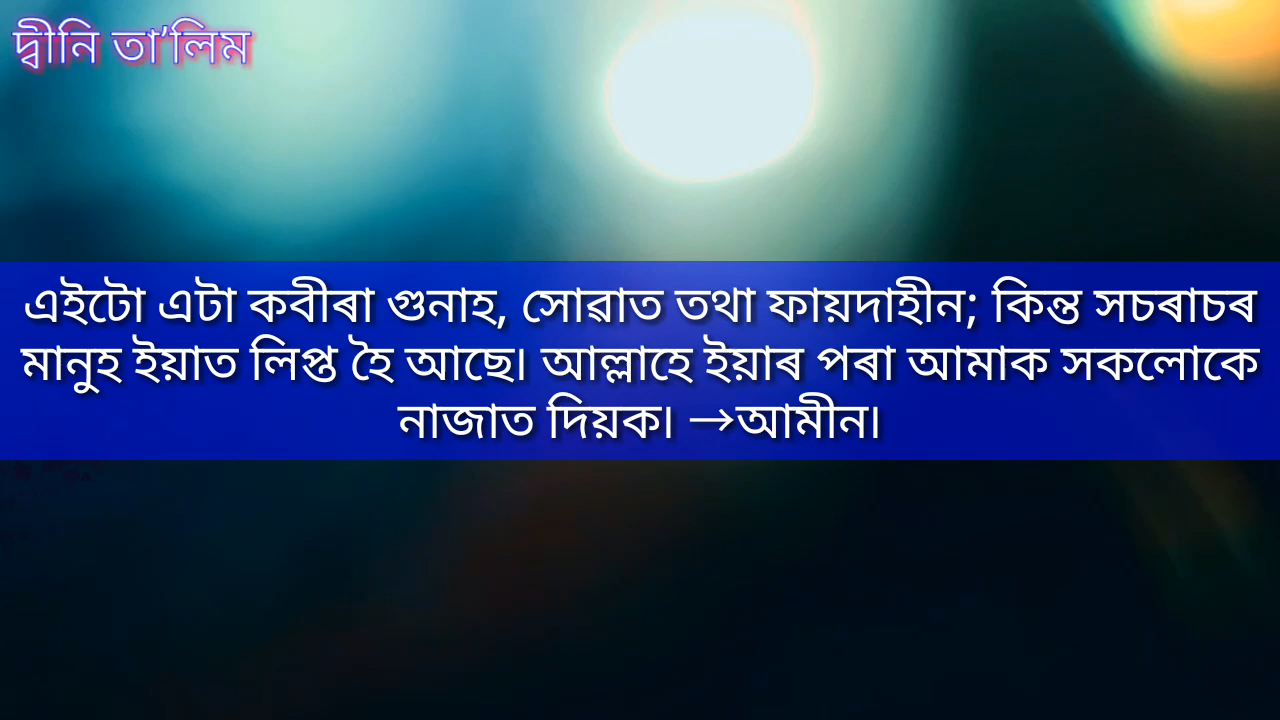 দ্বীনি তা’লিম
এইটো এটা কবীৰা গুনাহ, সোৱাত তথা ফায়দাহীন; কিন্ত সচৰাচৰ
মানুহ ইয়াত লিপ্ত হৈ আছে। আল্লাহে ইয়াৰ পৰা আমাক সকলোকে
নাজাত দিয়ক। →আমীন।